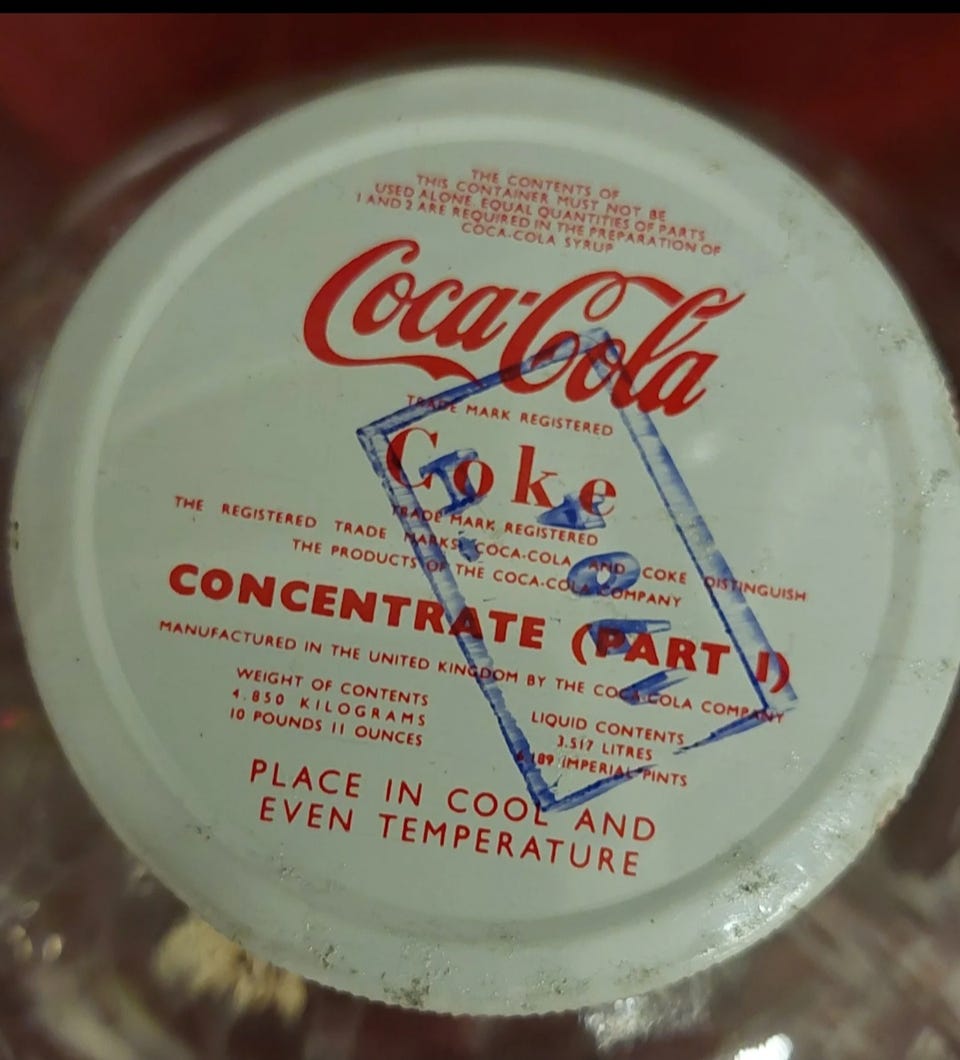 THE CONTENTS OF
THIS CONTAINER MUST NOT BE
USED ALONE. EQUAL QUANTITIES OF PARTS
1 AND 2 ARE REQUIRED IN THE PREPARATION OF
COCA-COLA SYRUP
Coca-Cola
TRADE MARK REGISTERED
Coke
TRADE MARK REGISTERED
THE REGISTERED TRADE MARKS COCA-COLA AND COKE DISTINGUISH
THE PRODUCTS OF THE COCA-COLA COMPANY
CONCENTRATE (PART 1)
MANUFACTURED IN THE UNITED KINGDOM BY THE COCA-COLA COMPANY
WEIGHT OF CONTENTS
4.850 KILOGRAMS
10 POUNDS 11 OUNCES
LIQUID CONTENTS
3.517 LITRES
6.189 IMPERIAL PINTS
PLACE IN COOL AND
EVEN TEMPERATURE